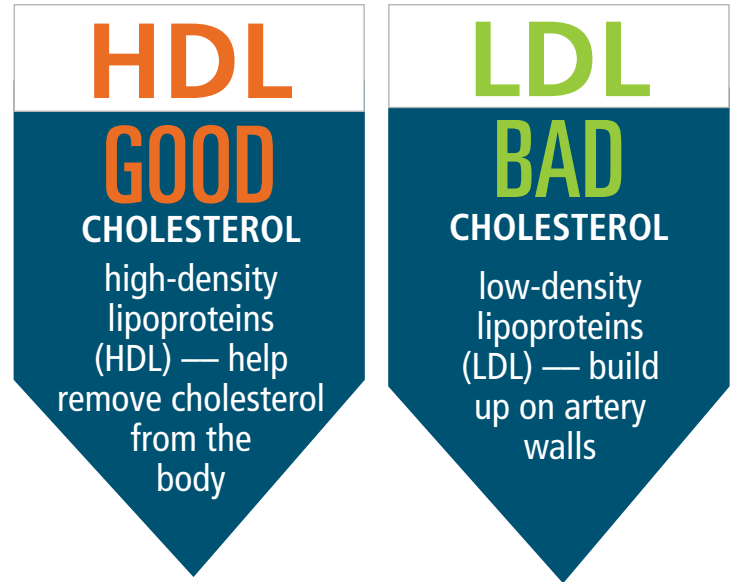 HDL
GOOD
CHOLESTEROL
high-density
lipoproteins
(HDL) — help
remove cholesterol
from the
body
LDL
BAD
CHOLESTEROL
low-density
lipoproteins
(LDL) — build
up on artery
walls